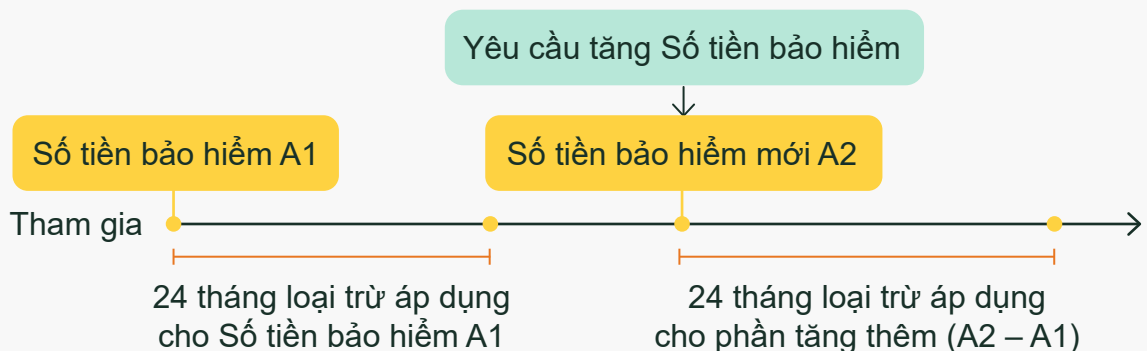 Yêu cầu tăng Số tiền bảo hiểm
Số tiền bảo hiểm A1
Số tiền bảo hiểm mới A2
Tham gia
24 tháng loại trừ áp dụng
cho Số tiền bảo hiểm A1
24 tháng loại trừ áp dụng
cho phần tăng thêm (A2 – A1)